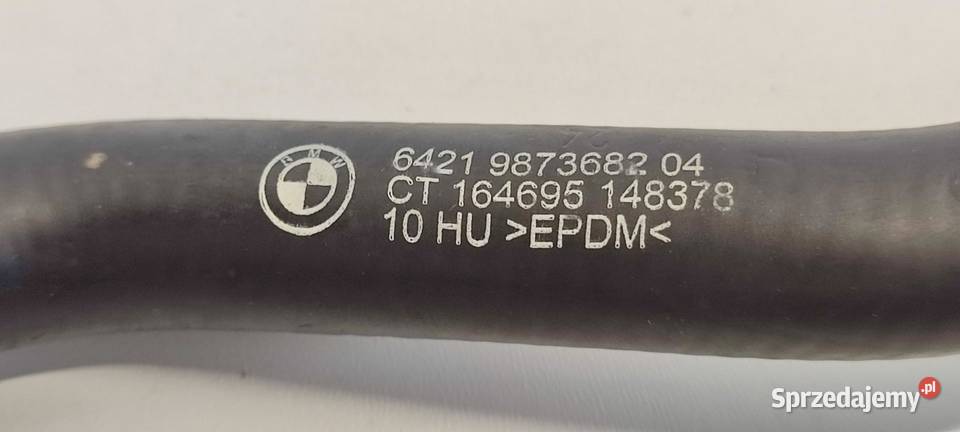 BMW
6421 9873682 04
CT 164695 148378
10 HU >EPDM<
Sprzedajemy.pl